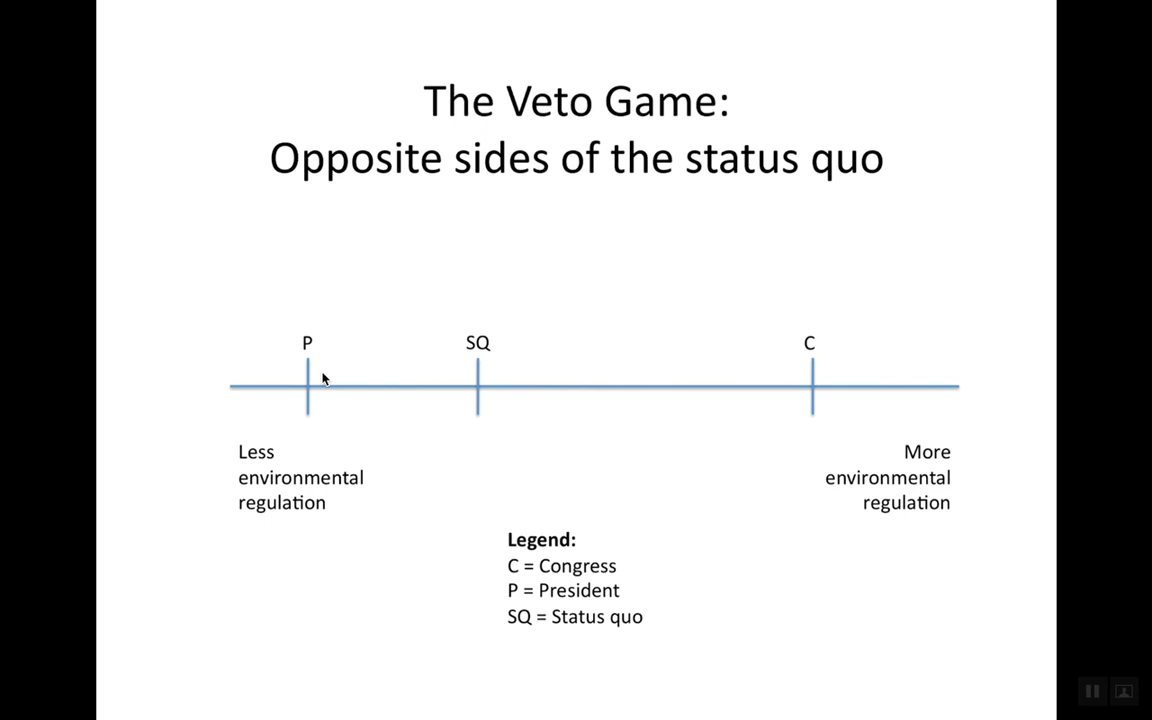 The Veto Game:
Opposite sides of the status quo
P
SQ
C
Less
environmental
regulation
More
environmental
regulation
Legend:
C = Congress
P = President
SQ = Status quo